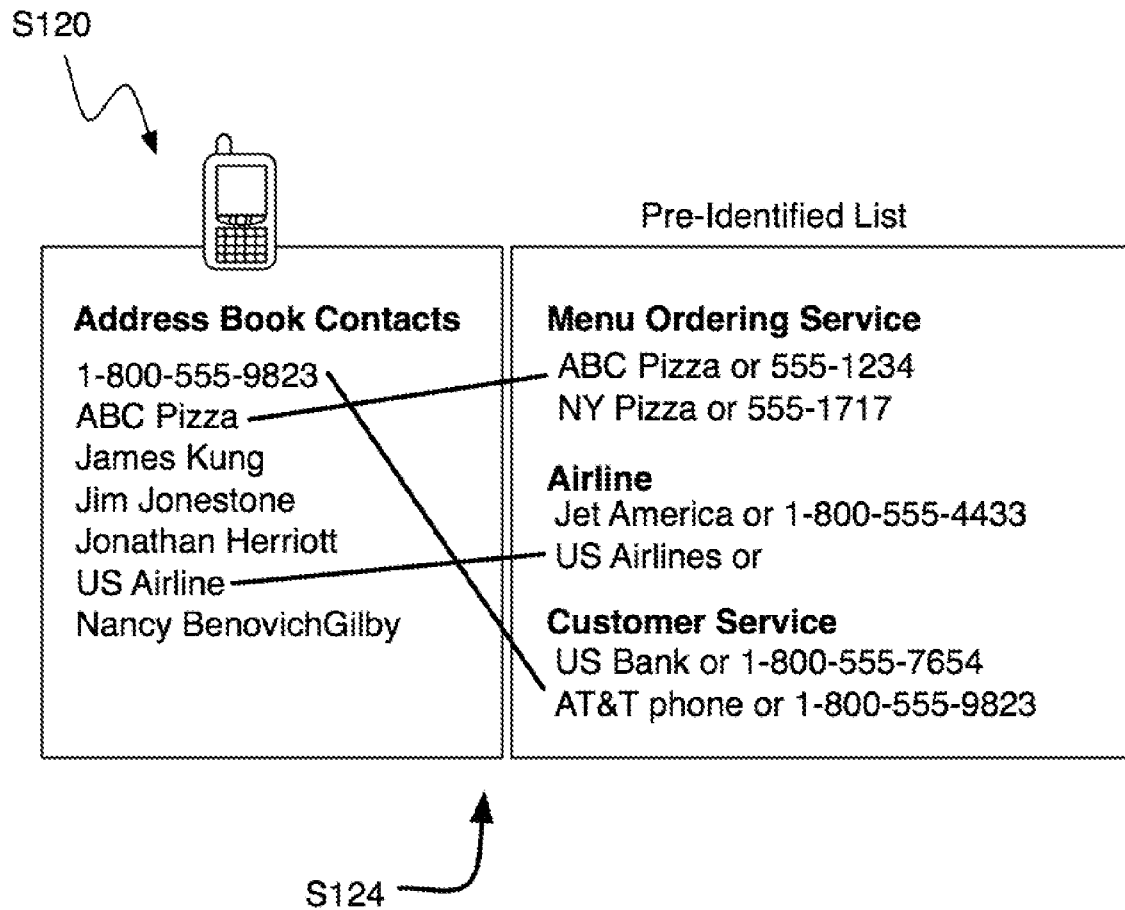 S120
Pre-Identified List
Address Book Contacts
1-800-555-9823
ABC Pizza
James Kung
Jim Jonestone
Jonathan Herriott
US Airline
Nancy BenovichGilby
Menu Ordering Service
ABC Pizza or 555-1234
NY Pizza or 555-1717
Airline
Jet America or 1-800-555-4433
US Airlines or
Customer Service
US Bank or 1-800-555-7654
AT&T phone or 1-800-555-9823
S124